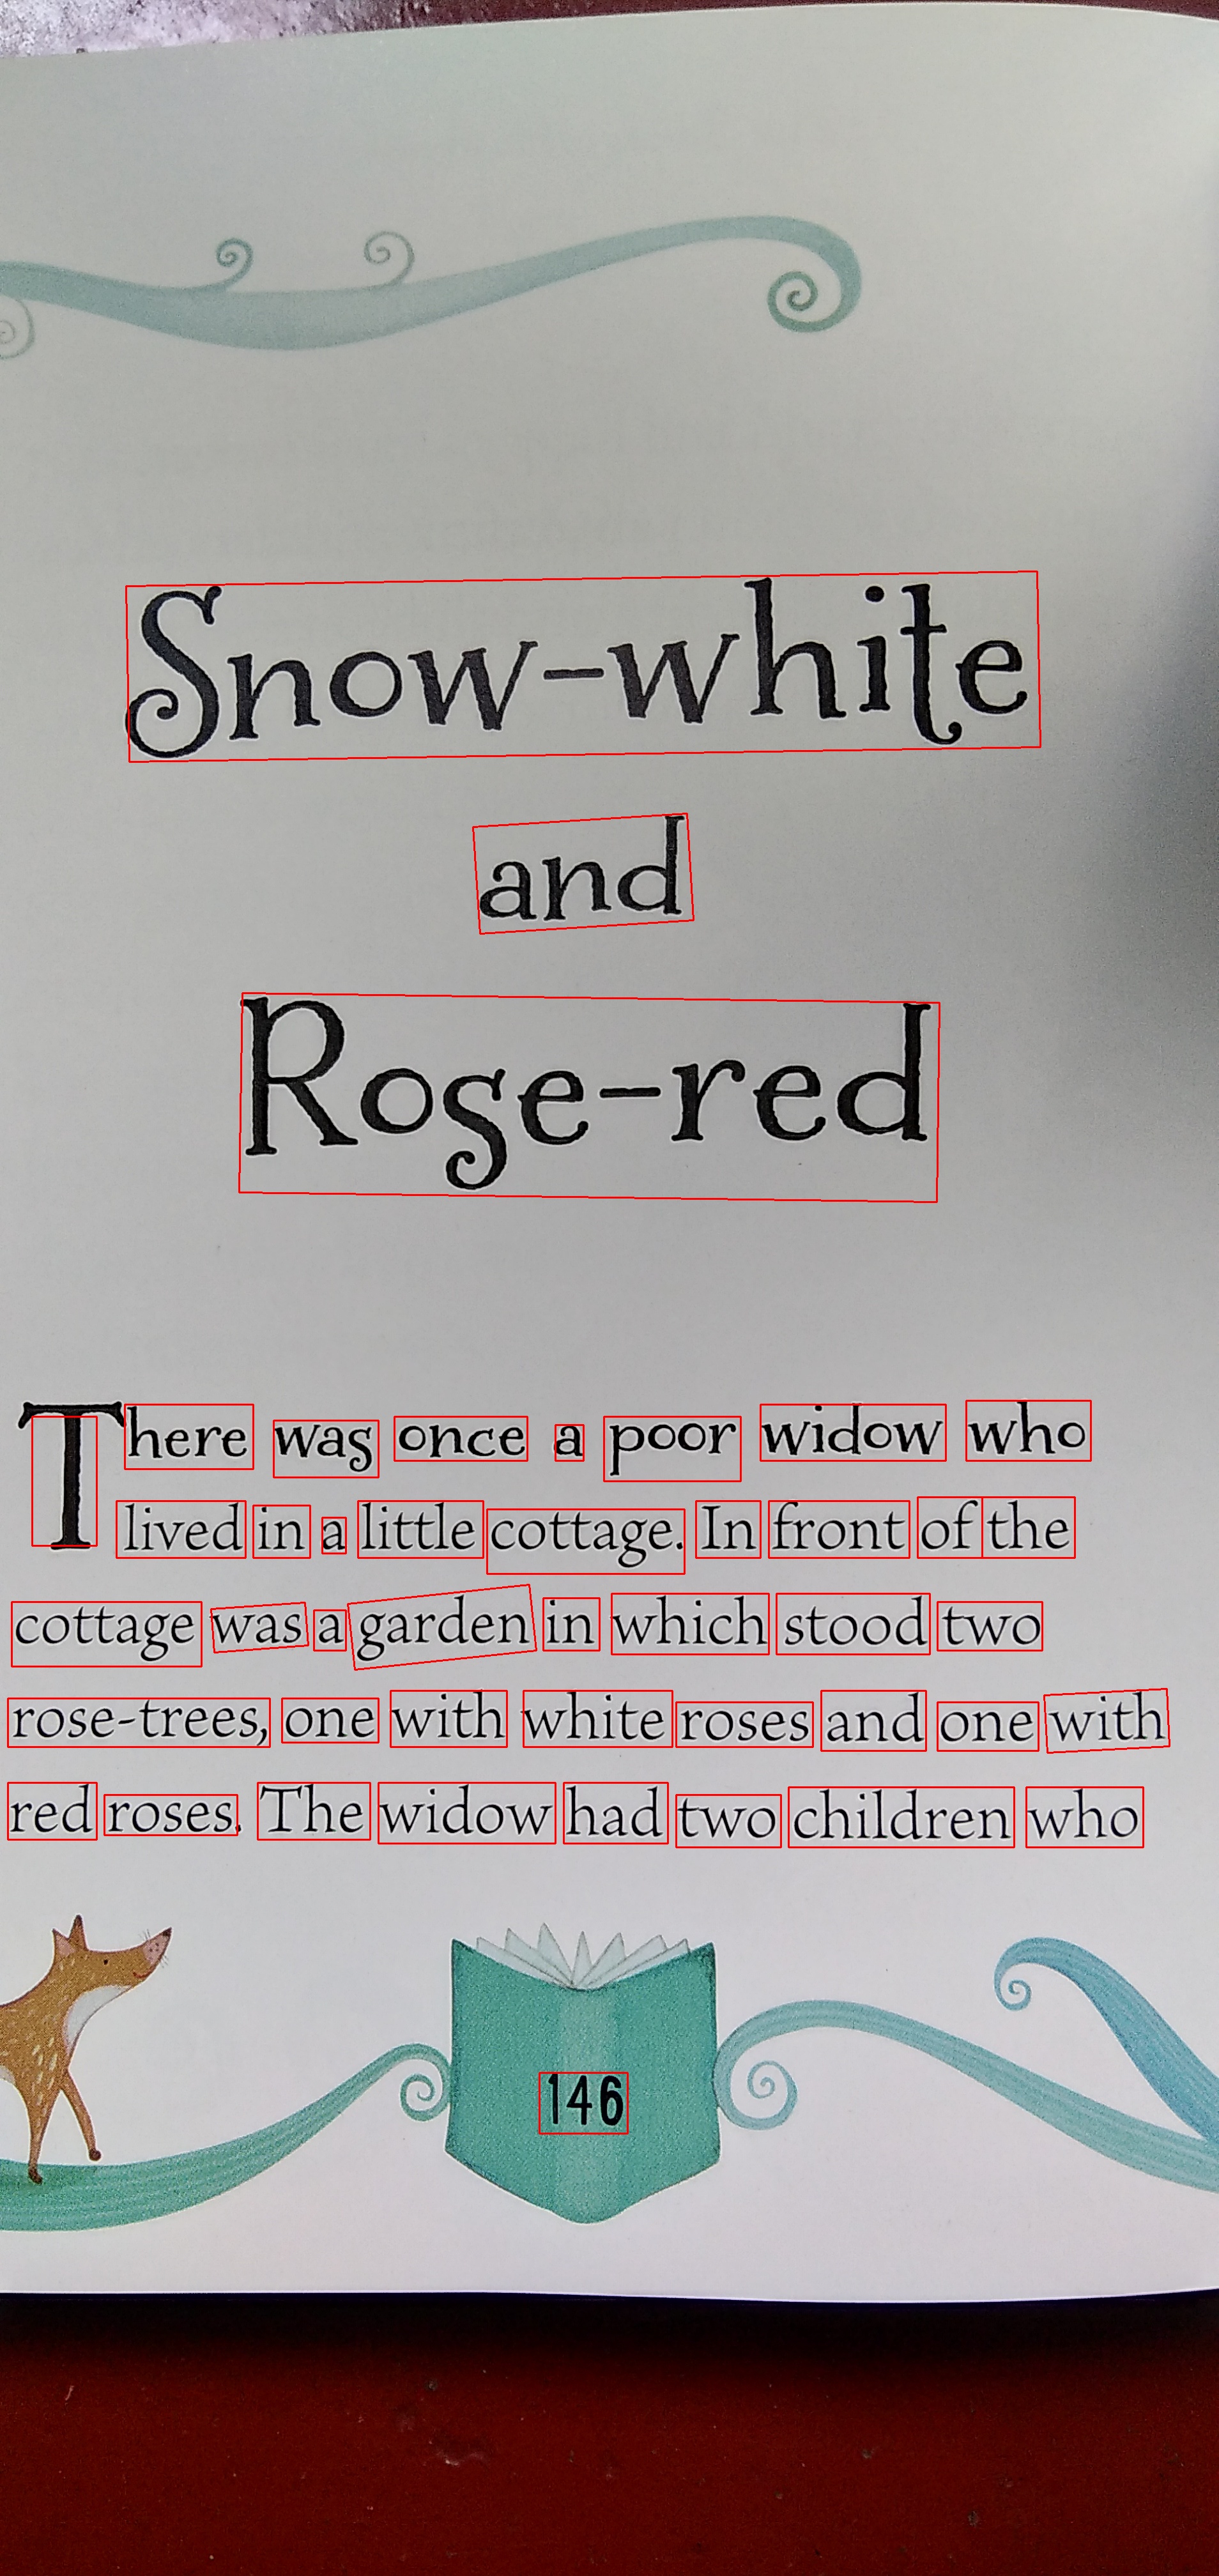 Snow-white
and
Rose-red
There was once a poor widow who
lived in a little cottage. In front of the
cottage was a garden in which stood two
rose-trees, one with white roses and one with
red roses. The widow had two children who
146